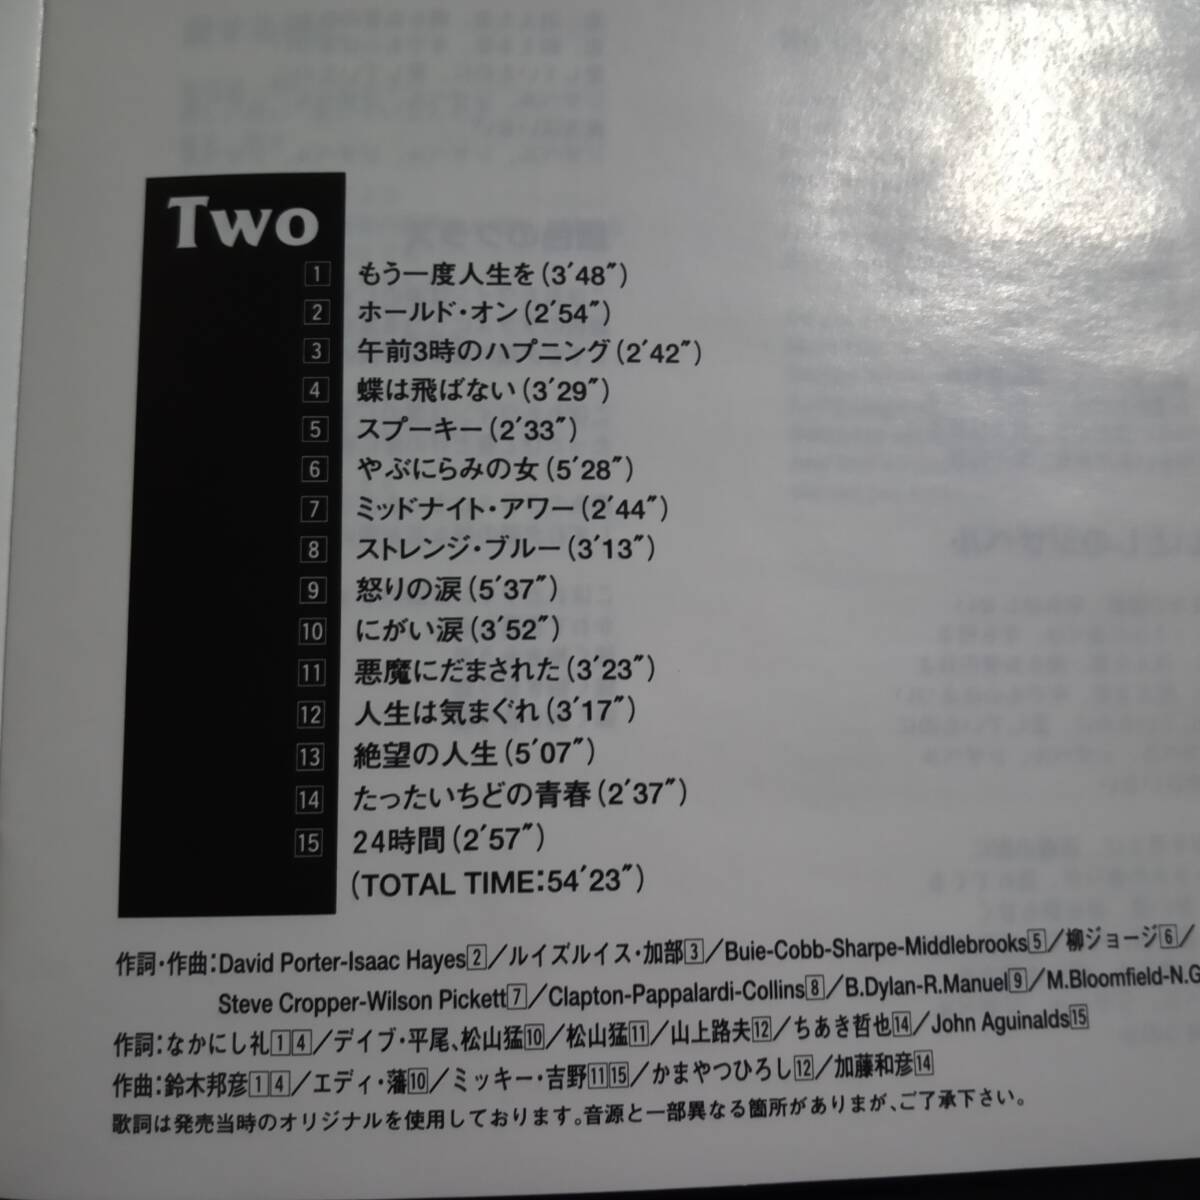 Two
1 もう一度人生を(3′48″)
2 ホールド・オン(2′54″)
3 午前3時のハプニング(2′42″)
4 蝶は飛ばない(3′29″)
5 スプーキー(2′33″)
6 やぶにらみの女(5′28″)
7 ミッドナイト・アワー(2′44″)
8 ストレンジ・ブルー(3′13″)
9 怒りの涙(5′37″)
10 にがい涙(3′52″)
11 悪魔にだまされた(3′23″)
12 人生は気まぐれ(3′17″)
13 絶望の人生(5′07″)
14 たったいちどの青春(2′37″)
15 24時間(2′57″)
(TOTAL TIME:54′23″)
作詞・作曲:David Porter-Isaac Hayes2/ルイズルイス・加部3/Buie-Cobb-Sharpe-Middlebrooks5/柳ジョージ6/
Steve Cropper-Wilson Pickett7/Clapton-Pappalardi-Collins8/B.Dylan-R.Manuel9/M.Bloomfield-N.G
作詞:なかにし礼14/デイブ・平尾、松山猛10/松山猛11/山上路夫12/ちあき哲也14/John Aguinalds15
作曲:鈴木邦彦14/エディ・藩10/ミッキー・吉野1115/かまやつひろし12/加藤和彦14
歌詞は発売当時のオリジナルを使用しております。音源と一部異なる箇所がありまが、ご了承下さい。